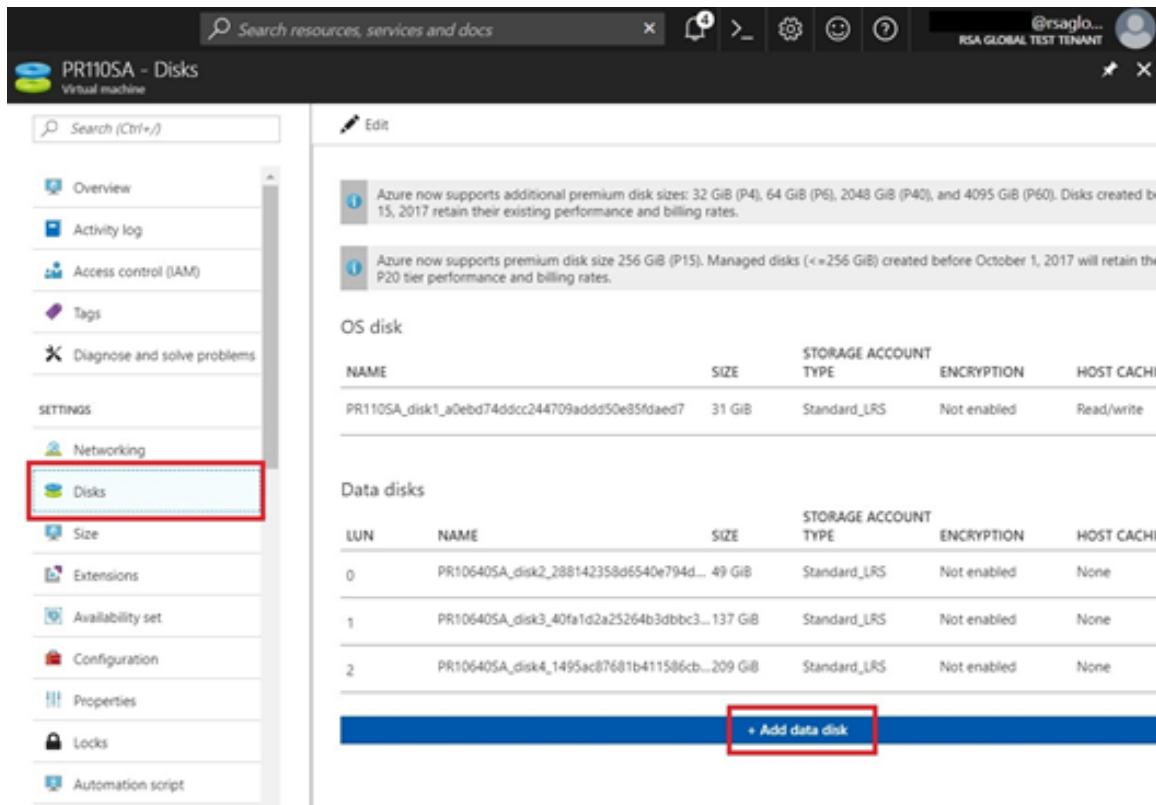 Search resources, services and docs
4
@rsaglo...
RSA GLOBAL TEST TENANT
PR110SA - Disks
Virtual machine
Search (Ctrl+/)
Overview
Activity log
Access control (IAM)
Tags
Diagnose and solve problems
SETTINGS
Networking
Disks
Size
Extensions
Availability set
Configuration
Properties
Locks
Automation script
Edit
Azure now supports additional premium disk sizes: 32 GiB (P4), 64 GiB (P6), 2048 GiB (P40), and 4095 GiB (P60). Disks created
15, 2017 retain their existing performance and billing rates.
Azure now supports premium disk size 256 GiB (P15). Managed disks (<=256 GiB) created before October 1, 2017 will retain the
P20 tier performance and billing rates.
OS disk
NAME SIZE STORAGE ACCOUNT TYPE ENCRYPTION HOST CACHI
PR110SA_disk1_a0ebd74ddcc244709addd50e85fdaed7 31 GiB Standard_LRS Not enabled Read/write
Data disks
LUN NAME SIZE STORAGE ACCOUNT TYPE ENCRYPTION HOST CACHI
0 PR10640SA_disk2_288142358d6540e794d... 49 GiB Standard_LRS Not enabled None
1 PR10640SA_disk3_40fa1d2a25264b3dbbc3... 137 GiB Standard_LRS Not enabled None
2 PR10640SA_disk4_1495ac87681b411586cb... 209 GiB Standard_LRS Not enabled None
+ Add data disk